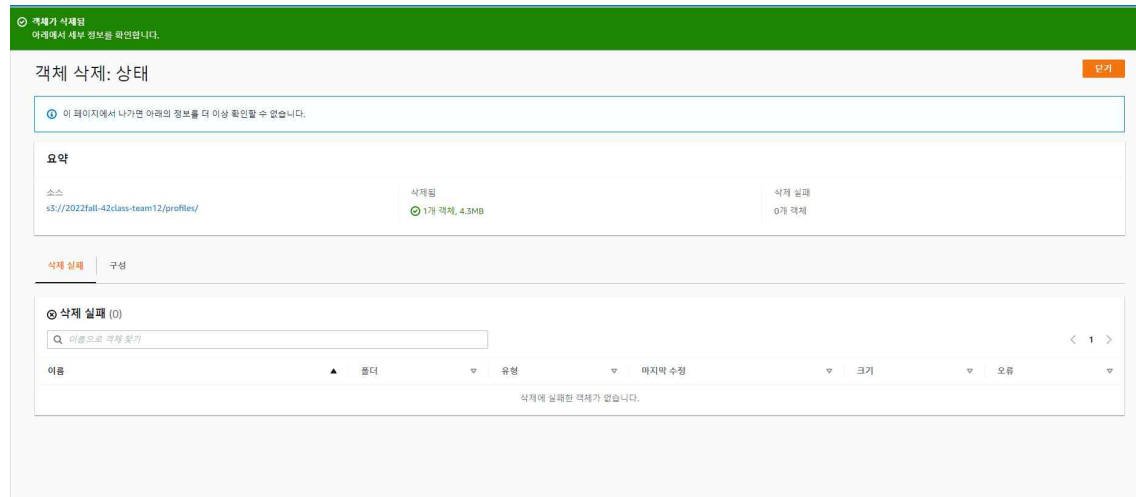 객체가 삭제됨
아래에서 세부 정보를 확인합니다.
객체 삭제: 상태
닫기
이 페이지에서 나가면 아래의 정보를 더 이상 확인할 수 없습니다.
요약
소스
삭제됨
삭제 실패
s3://2022fall-42class-team12/profiles/
1개 객체, 4.3MB
0개 객체
삭제 실패
구성
삭제 실패 (0)
이름으로 객체 찾기
1
이름
폴더
유형
마지막 수정
크기
오류
삭제에 실패한 객체가 없습니다.